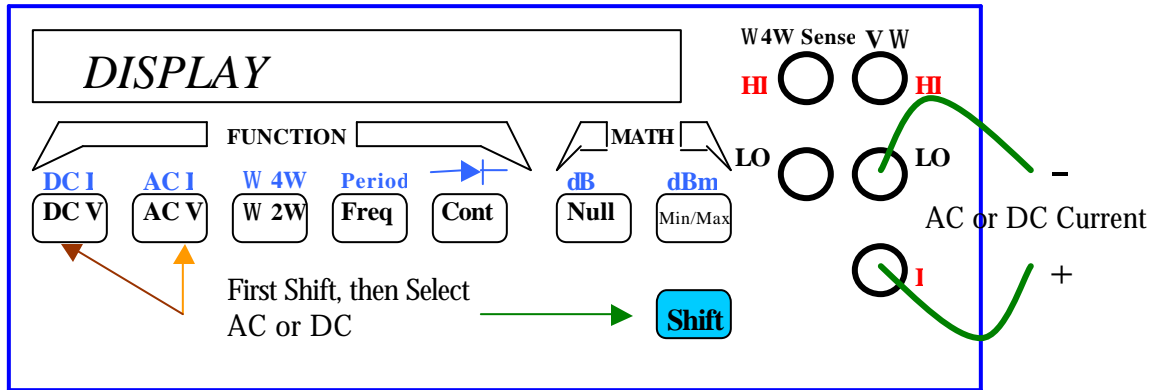 W4W Sense VW
DISPLAY
HI HI
FUNCTION
MATH
LO LO
DC I AC I W 4W Period dB dBm
DC V AC V W 2W Freq Cont Null Min/Max
-
AC or DC Current
I +
First Shift, then Select
AC or DC
Shift